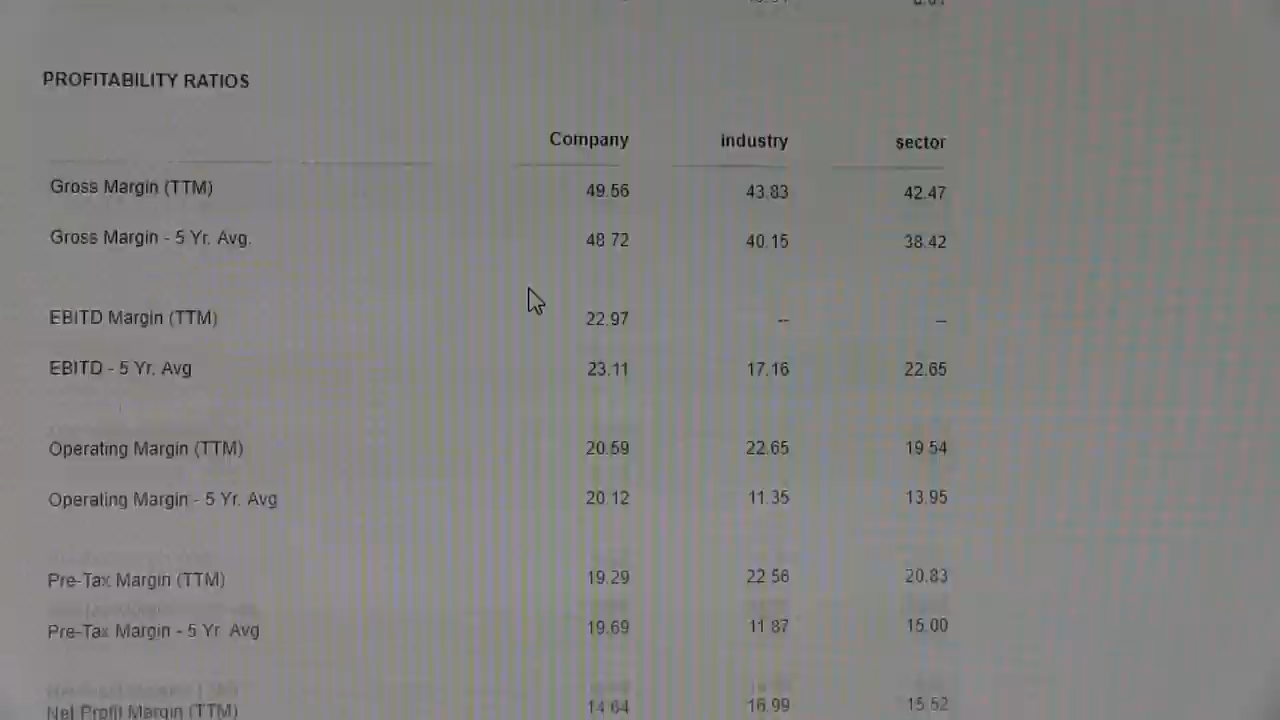 PROFITABILITY RATIOS
Company industry sector
Gross Margin (TTM) 49.56 43.83 42.47
Gross Margin - 5 Yr. Avg. 48.72 40.15 38.42
EBITD Margin (TTM) 22.97 -- --
EBITD - 5 Yr. Avg 23.11 17.16 22.65
Operating Margin (TTM) 20.59 22.65 19.54
Operating Margin - 5 Yr. Avg 20.12 11.35 13.95
Pre-Tax Margin (TTM) 19.29 22.56 20.83
Pre-Tax Margin - 5 Yr. Avg 19.69 11.87 15.00
Net Profit Margin (TTM) 14.64 16.99 15.52